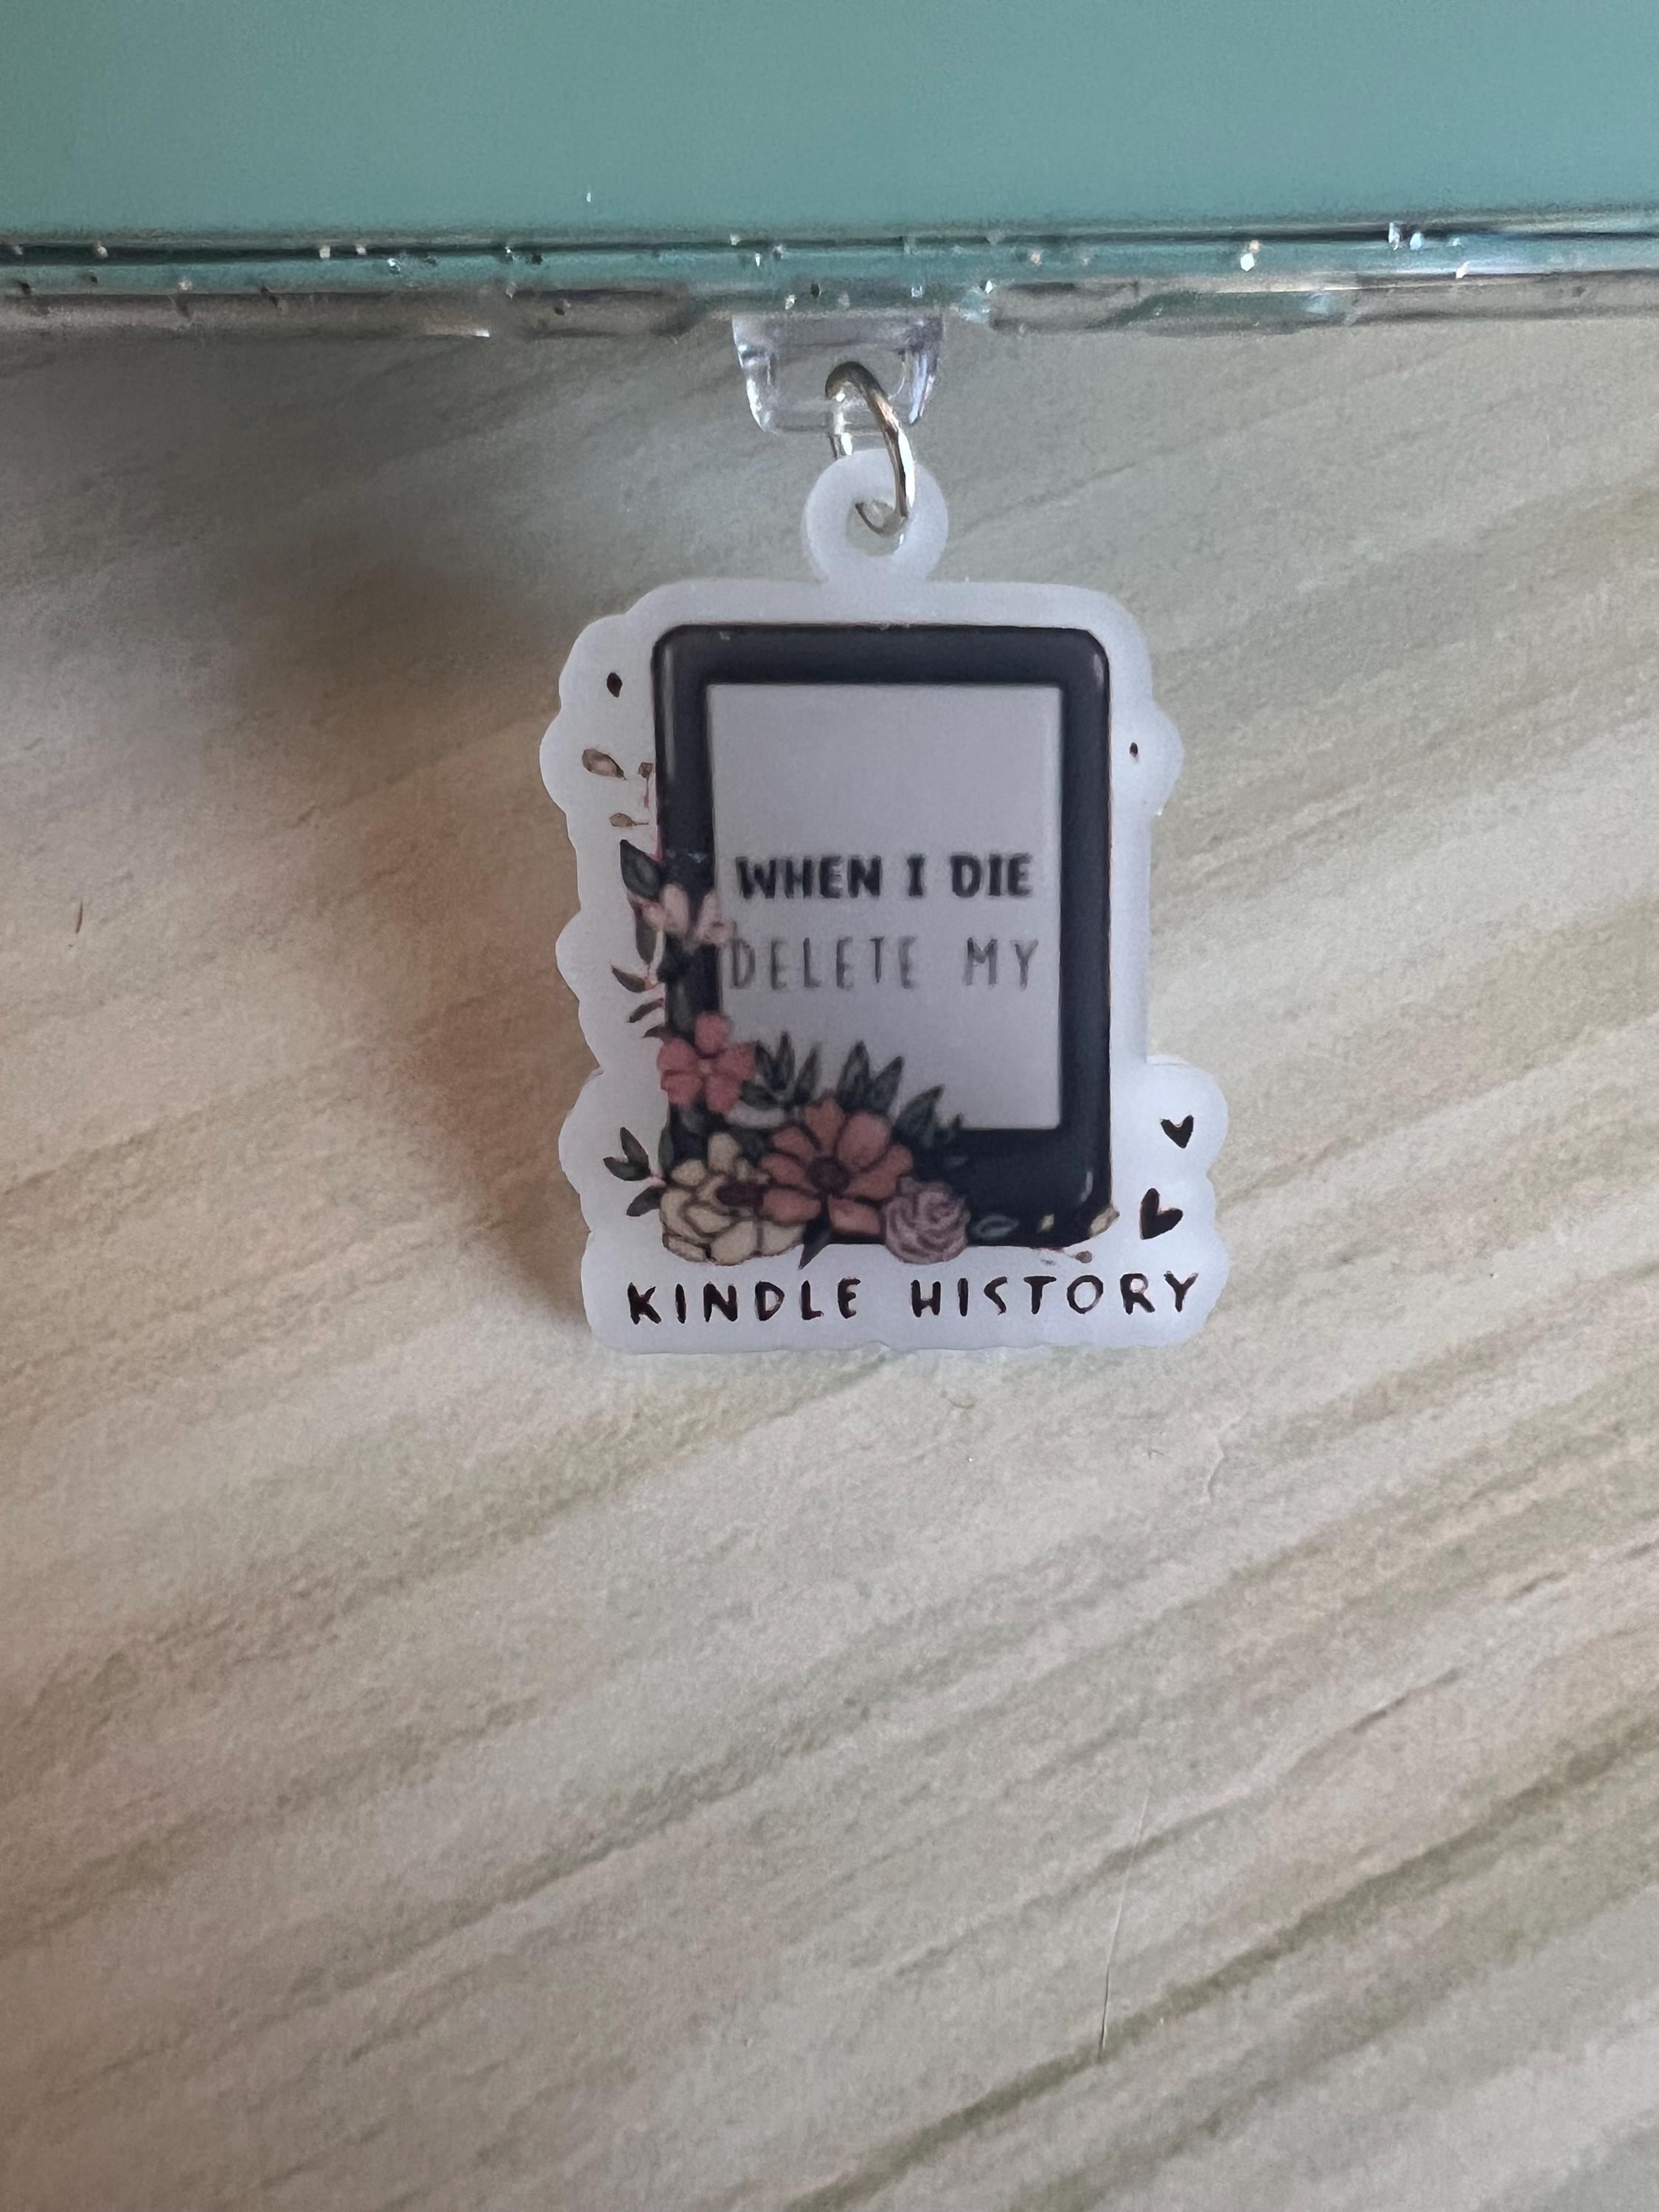 WHEN I DIE
DELETE MY
KINDLE HISTORY